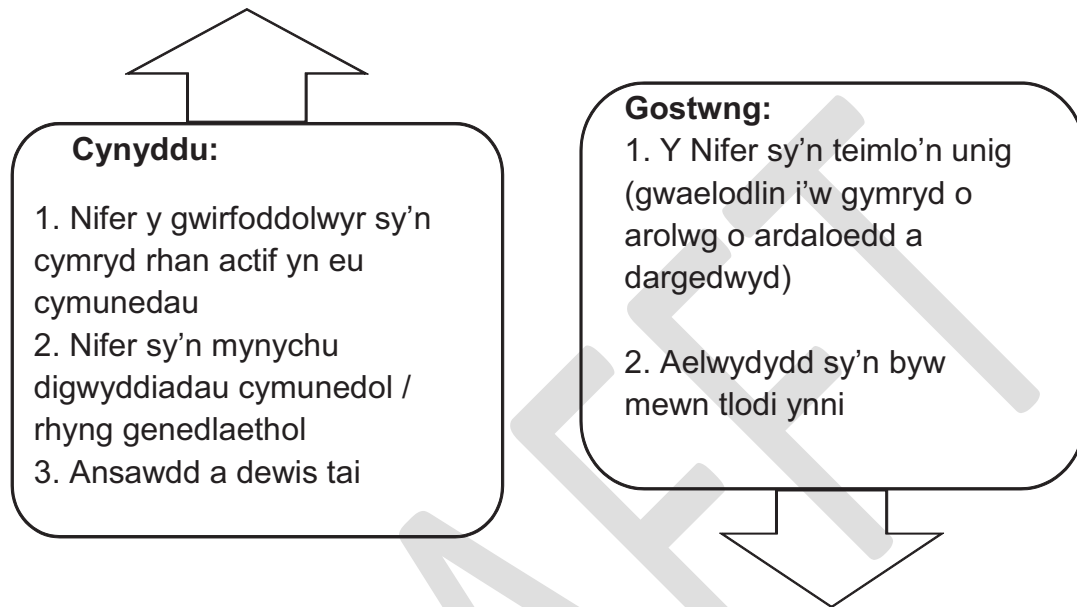 Cynyddu:
1. Nifer y gwirfoddolwyr sy’n
cymryd rhan actif yn eu
cymunedau
2. Nifer sy’n mynychu
digwyddiadau cymunedol /
rhyng genedlaethol
3. Ansawdd a dewis tai
Gostwng:
1. Y Nifer sy’n teimlo’n unig
(gwaelodlin i’w gymryd o
arolwg o ardaloedd a
dargedwyd)
2. Aelwydydd sy’n byw
mewn tlodi ynni